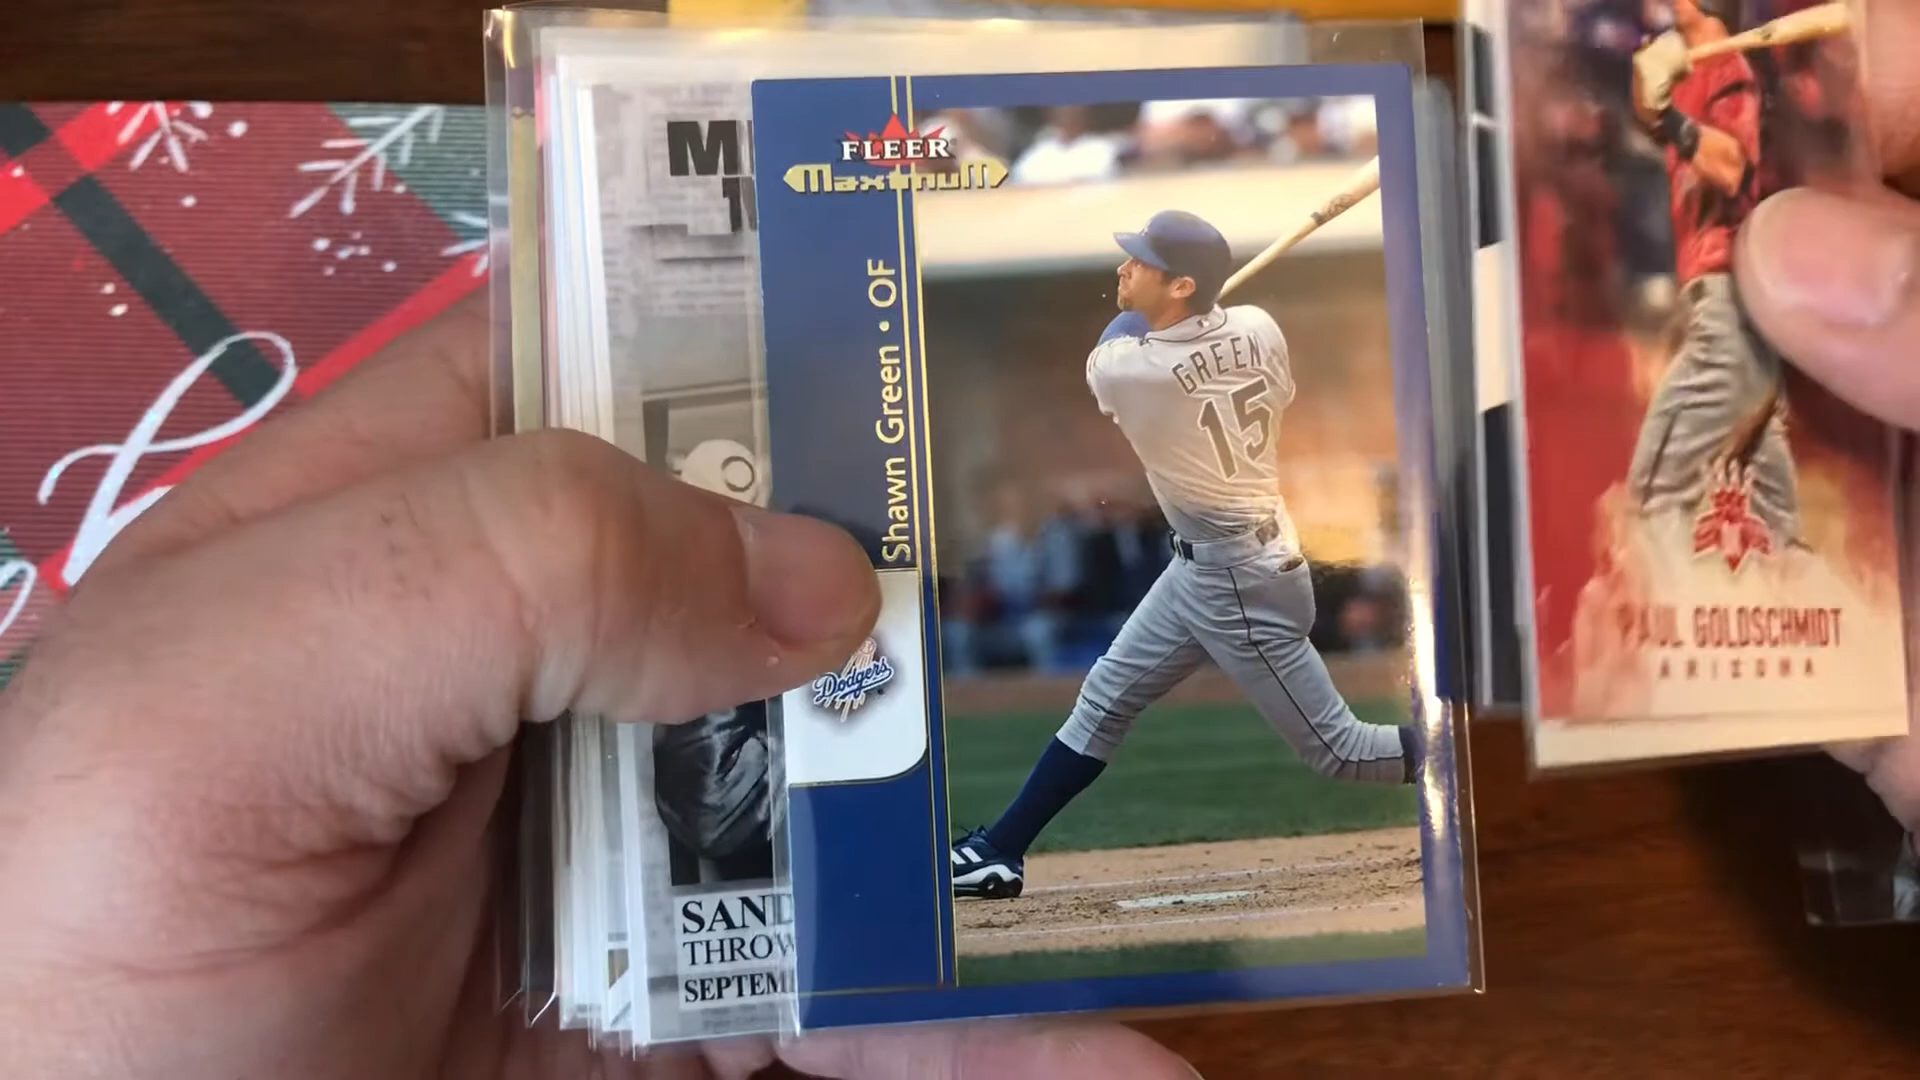 FLEER
Maximum
Shawn Green • OF
GREEN
15
Dodgers
M
SAND
THROW
SEPTEM
PAUL GOLDSCHMIDT
ARIZONA